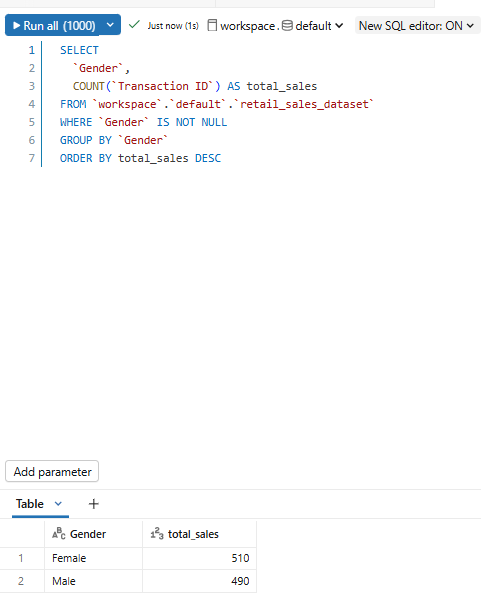 Run all (1000) Just now (1s) workspace. default New SQL editor: ON
1 SELECT
2 `Gender`,
3 COUNT(`Transaction ID`) AS total_sales
4 FROM `workspace`.`default`.`retail_sales_dataset`
5 WHERE `Gender` IS NOT NULL
6 GROUP BY `Gender`
7 ORDER BY total_sales DESC
Add parameter
Table +
ABC Gender 123 total_sales
1 Female 510
2 Male 490